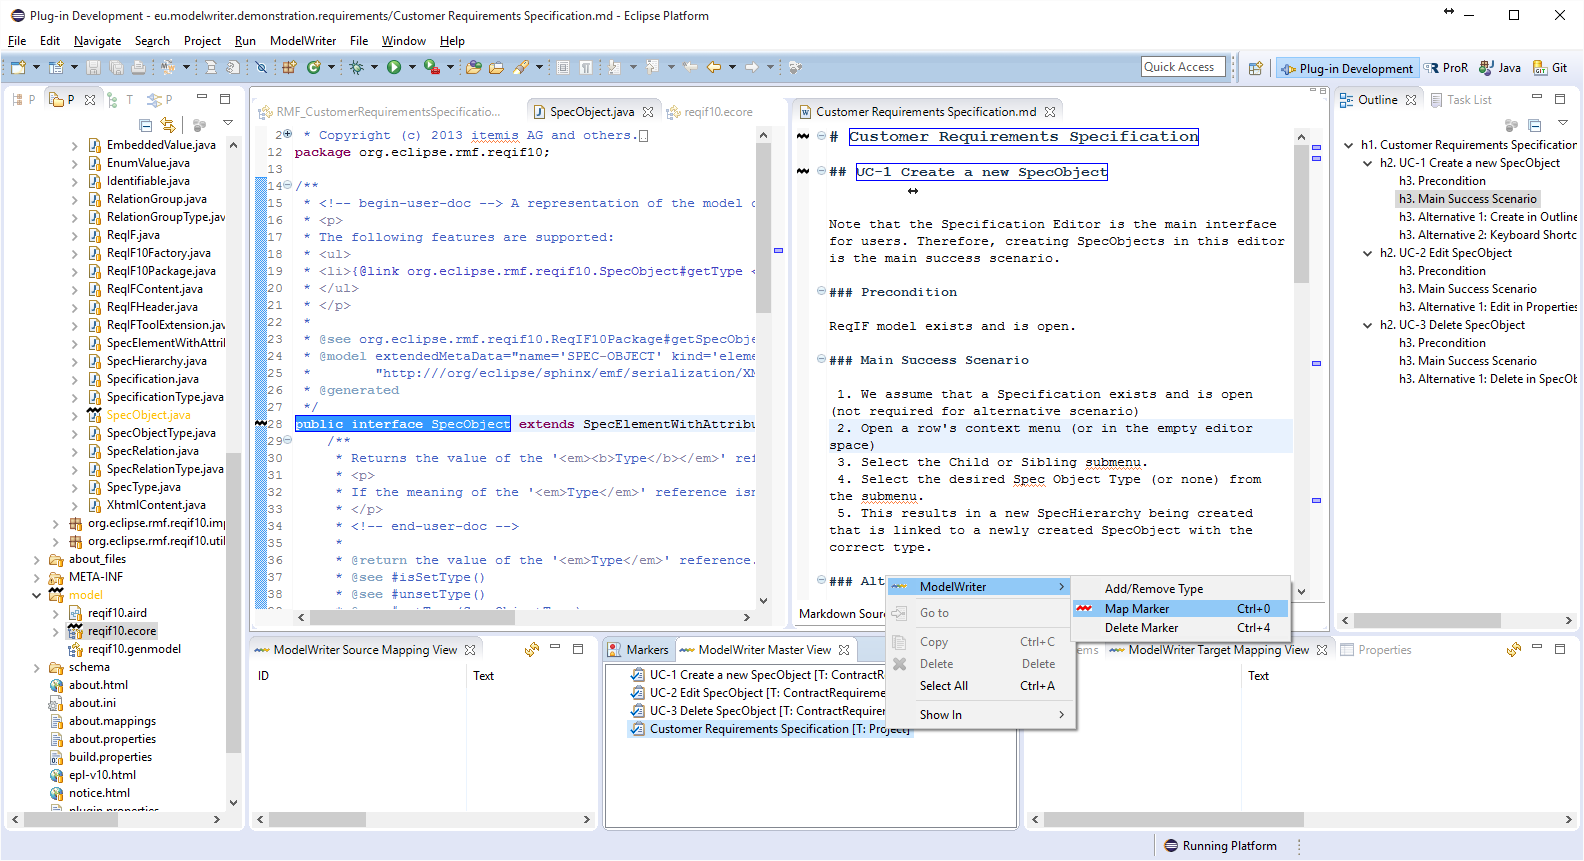 Plug-in Development - eu.modelwriter.demonstration.requirements/Customer Requirements Specification.md - Eclipse Platform
File Edit Navigate Search Project Run ModelWriter File Window Help
Quick Access
Plug-in Development ProR Java Git
P P T P
EmbeddedValue.java
EnumValue.java
Identifiable.java
RelationGroup.java
RelationGroupType.jav
ReqIF.java
ReqIF10Factory.java
ReqIF10Package.java
ReqIFContent.java
ReqIFHeader.java
ReqIFToolExtension.jav
SpecElementWithAttril
SpecHierarchy.java
Specification.java
SpecificationType.java
SpecObject.java
SpecObjectType.java
SpecRelation.java
SpecRelationType.java
SpecType.java
XhtmlContent.java
org.eclipse.rmf.reqif10.im
org.eclipse.rmf.reqif10.util
about_files
META-INF
model
reqif10.aird
reqif10.ecore
reqif10.genmodel
schema
about.html
about.ini
about.mappings
about.properties
build.properties
epl-v10.html
notice.html
plugin.properties
RMF_CustomerRequirementsSpecificatio... SpecObject.java reqif10.ecore
2 * Copyright (c) 2013 itemis AG and others.
12 package org.eclipse.rmf.reqif10;
13
14 /**
15 * <!-- begin-user-doc --> A representation of the model o
16 * <p>
17 * The following features are supported:
18 * <ul>
19 * <li>{@link org.eclipse.rmf.reqif10.SpecObject#getType <
20 * </ul>
21 * </p>
22 *
23 * @see org.eclipse.rmf.reqif10.ReqIF10Package#getSpecObje
24 * @model extendedMetaData="name='SPEC-OBJECT' kind='eleme
25 "http:///org/eclipse/sphinx/emf/serialization/XM
26 * @generated
27 */
28 public interface SpecObject extends SpecElementWithAttribu
29 /**
30 * Returns the value of the '<em><b>Type</b></em>' ref
31 * <p>
32 * If the meaning of the '<em>Type</em>' reference isn
33 * </p>
34 * <!-- end-user-doc -->
35 *
36 * @return the value of the '<em>Type</em>' reference.
37 * @see #isSetType()
38 * @see #unsetType()
Customer Requirements Specification.md
# Customer Requirements Specification
## UC-1 Create a new SpecObject
Note that the Specification Editor is the main interface
for users. Therefore, creating SpecObjects in this editor
is the main success scenario.
### Precondition
ReqIF model exists and is open.
### Main Success Scenario
1. We assume that a Specification exists and is open
(not required for alternative scenario)
2. Open a row's context menu (or in the empty editor
space)
3. Select the Child or Sibling submenu.
4. Select the desired Spec Object Type (or none) from
the submenu.
5. This results in a new SpecHierarchy being created
that is linked to a newly created SpecObject with the
correct type.
### Alt
Markdown Sour
Outline Task List
h1. Customer Requirements Specification
h2. UC-1 Create a new SpecObject
h3. Precondition
h3. Main Success Scenario
h3. Alternative 1: Create in Outline
h3. Alternative 2: Keyboard Shortc
h2. UC-2 Edit SpecObject
h3. Precondition
h3. Main Success Scenario
h3. Alternative 1: Edit in Properties
h2. UC-3 Delete SpecObject
h3. Precondition
h3. Main Success Scenario
h3. Alternative 1: Delete in SpecOb
ModelWriter
Go to
Copy Ctrl+C
Delete Delete
Select All Ctrl+A
Show In
Add/Remove Type
Map Marker Ctrl+0
Delete Marker Ctrl+4
ModelWriter Source Mapping View
ID Text
Markers ModelWriter Master View
UC-1 Create a new SpecObject [T: ContractR
UC-2 Edit SpecObject [T: ContractRequireme
UC-3 Delete SpecObject [T: ContractRequirer
Customer Requirements Specification [T: Project]
ems ModelWriter Target Mapping View Properties
Text
Running Platform